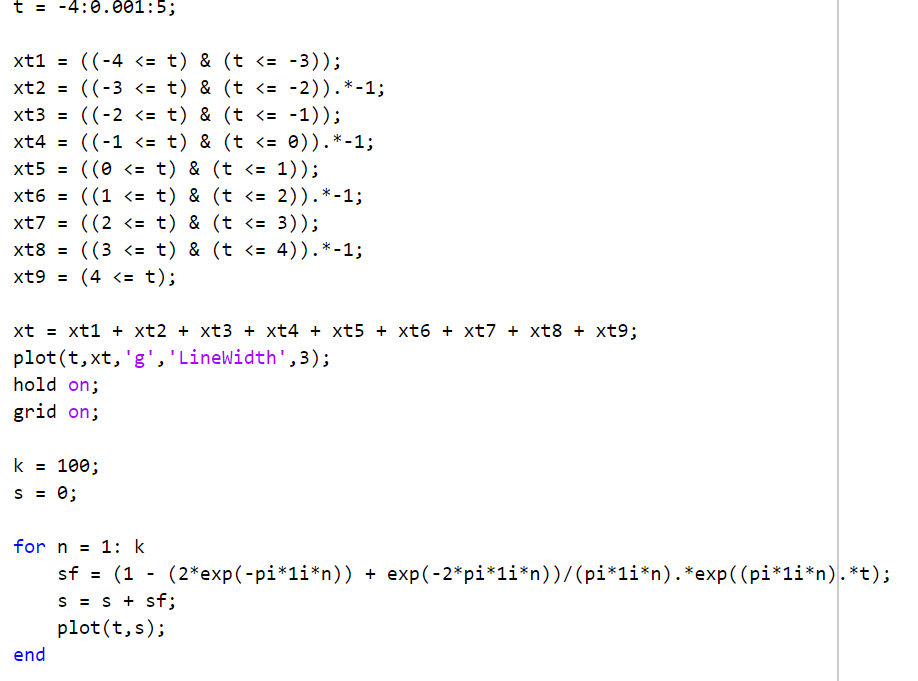 t = -4:0.001:5;
xt1 = ((-4 <= t) & (t <= -3));
xt2 = ((-3 <= t) & (t <= -2)).*-1;
xt3 = ((-2 <= t) & (t <= -1));
xt4 = ((-1 <= t) & (t <= 0)).*-1;
xt5 = ((0 <= t) & (t <= 1));
xt6 = ((1 <= t) & (t <= 2)).*-1;
xt7 = ((2 <= t) & (t <= 3));
xt8 = ((3 <= t) & (t <= 4)).*-1;
xt9 = (4 <= t);
xt = xt1 + xt2 + xt3 + xt4 + xt5 + xt6 + xt7 + xt8 + xt9;
plot(t,xt,'g','LineWidth',3);
hold on;
grid on;
k = 100;
s = 0;
for n = 1: k
    sf = (1 - (2*exp(-pi*1i*n)) + exp(-2*pi*1i*n))/(pi*1i*n).*exp((pi*1i*n).*t);
    s = s + sf;
    plot(t,s);
end